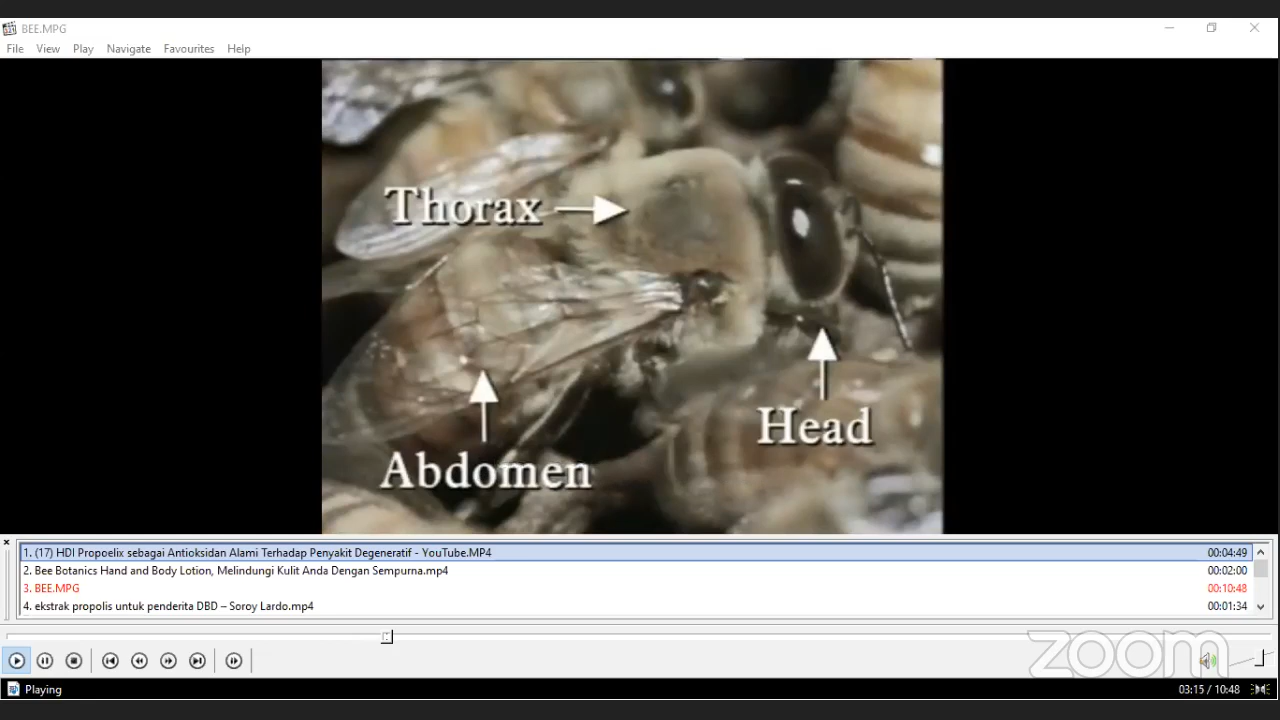 BEE.MPG
File View Play Navigate Favourites Help
Thorax
Head
Abdomen
1. (17) HDI Propoelix sebagai Antioksidan Alami Terhadap Penyakit Degeneratif - YouTube.MP4 00:04:49
2. Bee Botanics Hand and Body Lotion, Melindungi Kulit Anda Dengan Sempurna.mp4 00:02:00
3. BEE.MPG 00:10:48
4. ekstrak propolis untuk penderita DBD – Soroy Lardo.mp4 00:01:34
zoom
Playing 03:15 / 10:48